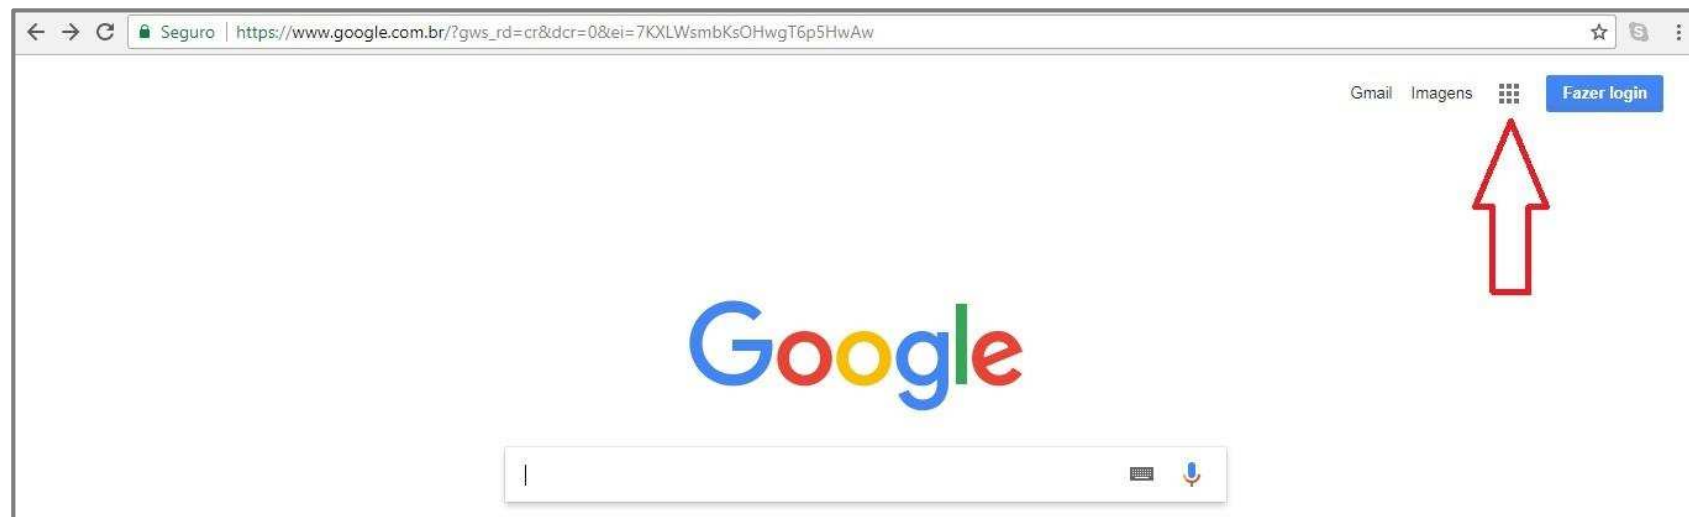 Seguro https://www.google.com.br/?gws_rd=cr&dcr=0&ei=7KXLWsmbKsOHwgT6p5HwAw
Gmail Imagens Fazer login
Google